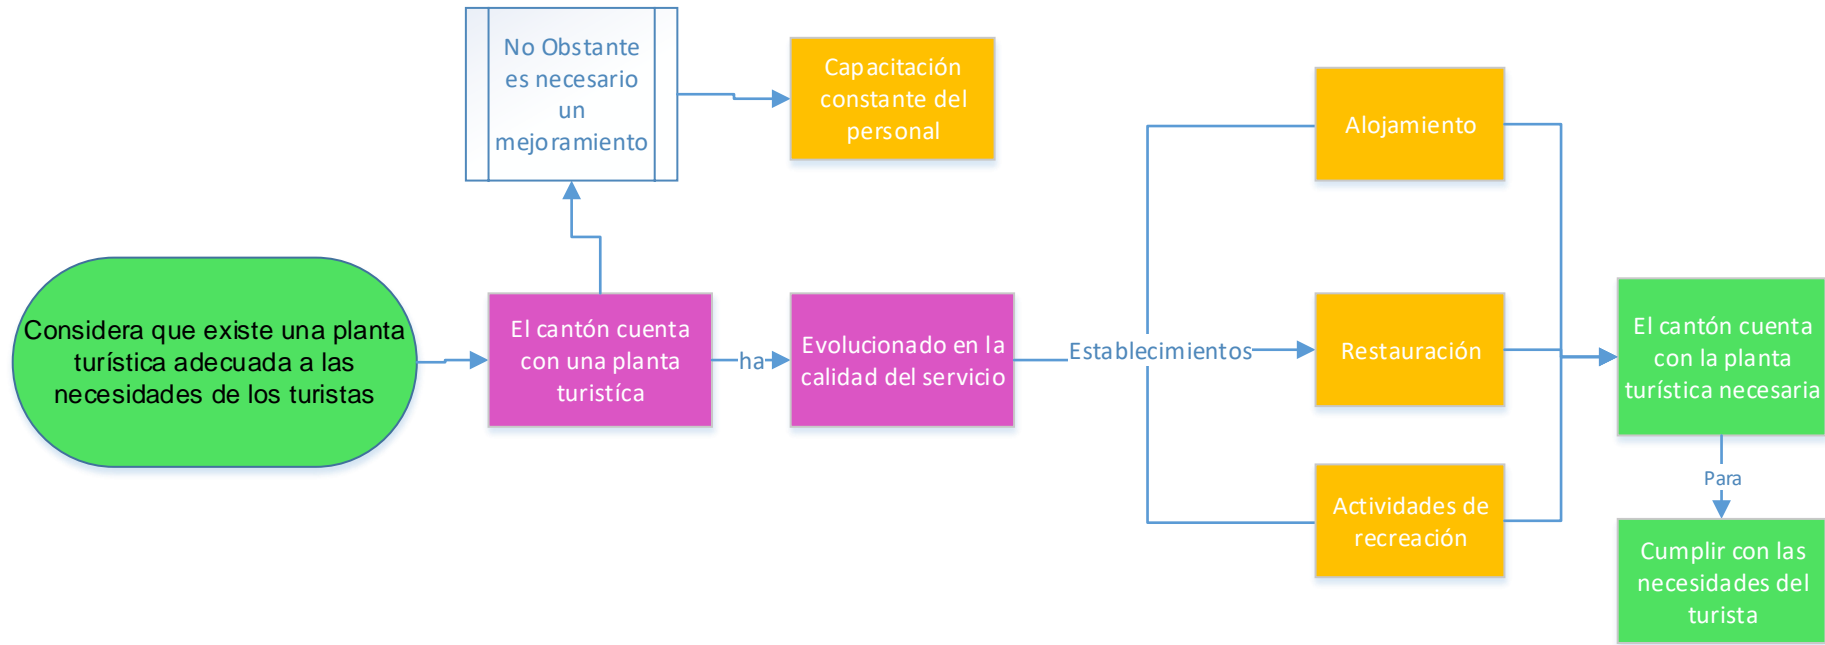 Considera que existe una planta
turística adecuada a las
necesidades de los turistas
El cantón cuenta
con una planta
turistíca
No Obstante
es necesario
un
mejoramiento
Capacitación
constante del
personal
ha
Evolucionado en la
calidad del servicio
Establecimientos
Alojamiento
Restauración
Actividades de
recreación
El cantón cuenta
con la planta
turística necesaria
Para
Cumplir con las
necesidades del
turista